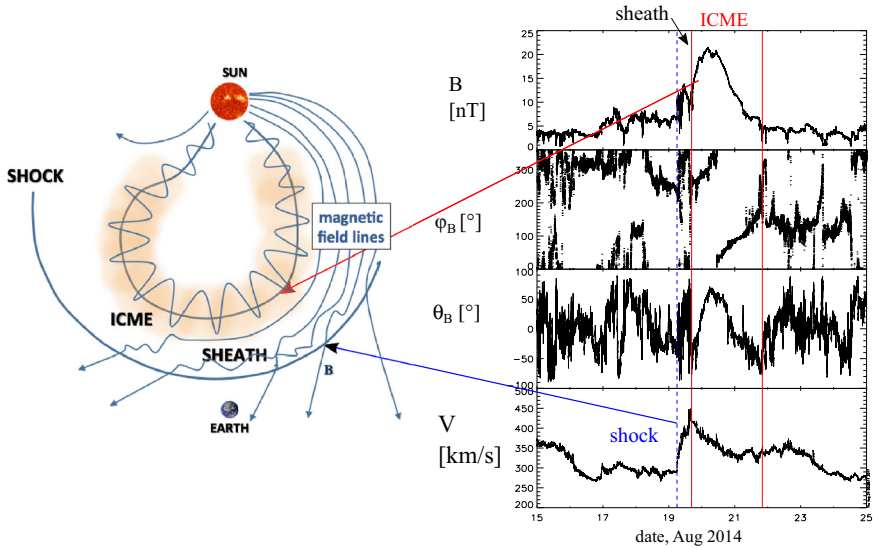 SUN
SHOCK
magnetic
field lines
ICME
SHEATH
B
EARTH
sheath
ICME
B
[nT]
25
20
15
10
5
0
φB [°]
300
200
100
0
θB [°]
100
50
0
−50
−100
V
[km/s]
shock
500
450
400
350
300
250
200
15
17
19
21
23
25
date, Aug 2014